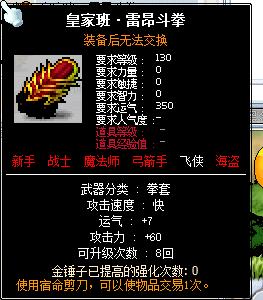 皇家班·雷昂斗拳
装备后无法交换
要求等级： 130
要求力量： 0
要求敏捷： 0
要求智力： 0
要求运气： 350
要求人气度： -
道具等级： -
道具经验值： -
新手 战士 魔法师 弓箭手 飞侠 海盗
武器分类 ： 拳套
攻击速度 ： 快
运气 ： +7
攻击力 ： +60
可升级次数 ： 8回
金锤子已提高的强化次数: 0
使用宿命剪刀，可以使物品交易1次。